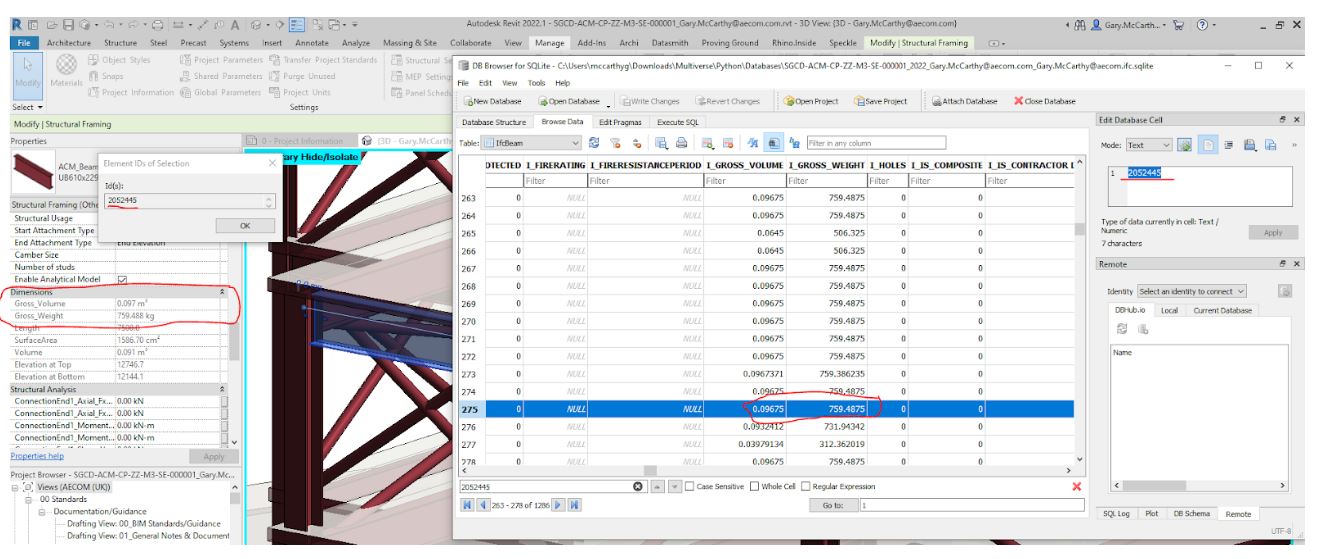 Autodesk Revit 2022.1 - SGCD-ACM-CP-ZZ-M3-SE-000001_Gary.McCarthy@aecom.com.rvt - 3D View: {3D - Gary.McCarthy@aecom.com}
Gary.McCarth...
File Architecture Structure Steel Precast Systems Insert Annotate Analyze Massing & Site Collaborate View Manage Add-Ins Archi Datasmith Proving Ground Rhino.Inside Speckle Modify | Structural Framing
Modify
Materials
Object Styles
Snaps
Project Information
Project Parameters
Shared Parameters
Global Parameters
Transfer Project Standards
Purge Unused
Project Units
Structural Se
MEP Setting
Panel Schedu
Select
Settings
Modify | Structural Framing
Properties
0 - Project Information
{3D - Gary.McCarth
ary Hide/Isolate
ACM_Beam
UB610x229
Element IDs of Selection
Id(s):
2052445
OK
Structural Framing (Othe
Structural Usage
Start Attachment Type
End Attachment Type End Elevation
Camber Size
Number of studs
Enable Analytical Model
Dimensions
Gross_Volume 0.097 m³
Gross_Weight 759.488 kg
Length 7500.0
SurfaceArea 1586.70 cm²
Volume 0.091 m³
Elevation at Top 12746.7
Elevation at Bottom 12144.1
Structural Analysis
ConnectionEnd1_Axial_Fx... 0.00 kN
ConnectionEnd1_Axial_Fx... 0.00 kN
ConnectionEnd1_Moment... 0.00 kN-m
ConnectionEnd1_Moment... 0.00 kN-m
Properties help
Apply
Project Browser - SGCD-ACM-CP-ZZ-M3-SE-000001_Gary.Mc...
Views (AECOM (UK))
00 Standards
Documentation/Guidance
Drafting View: 00_BIM Standards/Guidance
Drafting View: 01_General Notes & Document
DB Browser for SQLite - C:\Users\mccarthyg\Downloads\Multiverse\Python\Databases\SGCD-ACM-CP-ZZ-M3-SE-000001_2022_Gary.McCarthy@aecom.com_Gary.McCarthy@aecom.ifc.sqlite
File Edit View Tools Help
New Database Open Database Write Changes Revert Changes Open Project Save Project Attach Database Close Database
Database Structure Browse Data Edit Pragmas Execute SQL
Table: IfcBeam
Filter in any column
OTECTED I_FIRERATING I_FIRERESISTANCEPERIOD I_GROSS_VOLUME I_GROSS_WEIGHT I_HOLES I_IS_COMPOSITE I_IS_CONTRACTOR
Filter Filter Filter Filter Filter Filter Filter
263 0 NULL NULL 0.09675 759.4875 0 0
264 0 NULL NULL 0.09675 759.4875 0 0
265 0 NULL NULL 0.0645 506.325 0 0
266 0 NULL NULL 0.0645 506.325 0 0
267 0 NULL NULL 0.09675 759.4875 0 0
268 0 NULL NULL 0.09675 759.4875 0 0
269 0 NULL NULL 0.09675 759.4875 0 0
270 0 NULL NULL 0.09675 759.4875 0 0
271 0 NULL NULL 0.09675 759.4875 0 0
272 0 NULL NULL 0.09675 759.4875 0 0
273 0 NULL NULL 0.0967371 759.386235 0 0
274 0 NULL NULL 0.09675 759.4875 0 0
275 0 NULL NULL 0.09675 759.4875 0 0
276 0 NULL NULL 0.0932412 731.94342 0 0
277 0 NULL NULL 0.03979134 312.362019 0 0
278 0 NULL NULL 0.09675 759.4875 0 0
2052445
Case Sensitive Whole Cell Regular Expression
263 - 278 of 1286
Go to: 1
Edit Database Cell
Mode: Text
1 2052445
Type of data currently in cell: Text /
Numeric
7 characters
Apply
Remote
Identity Select an identity to connect
DBHub.io Local Current Database
Name
SQL Log Plot DB Schema Remote
UTF-8